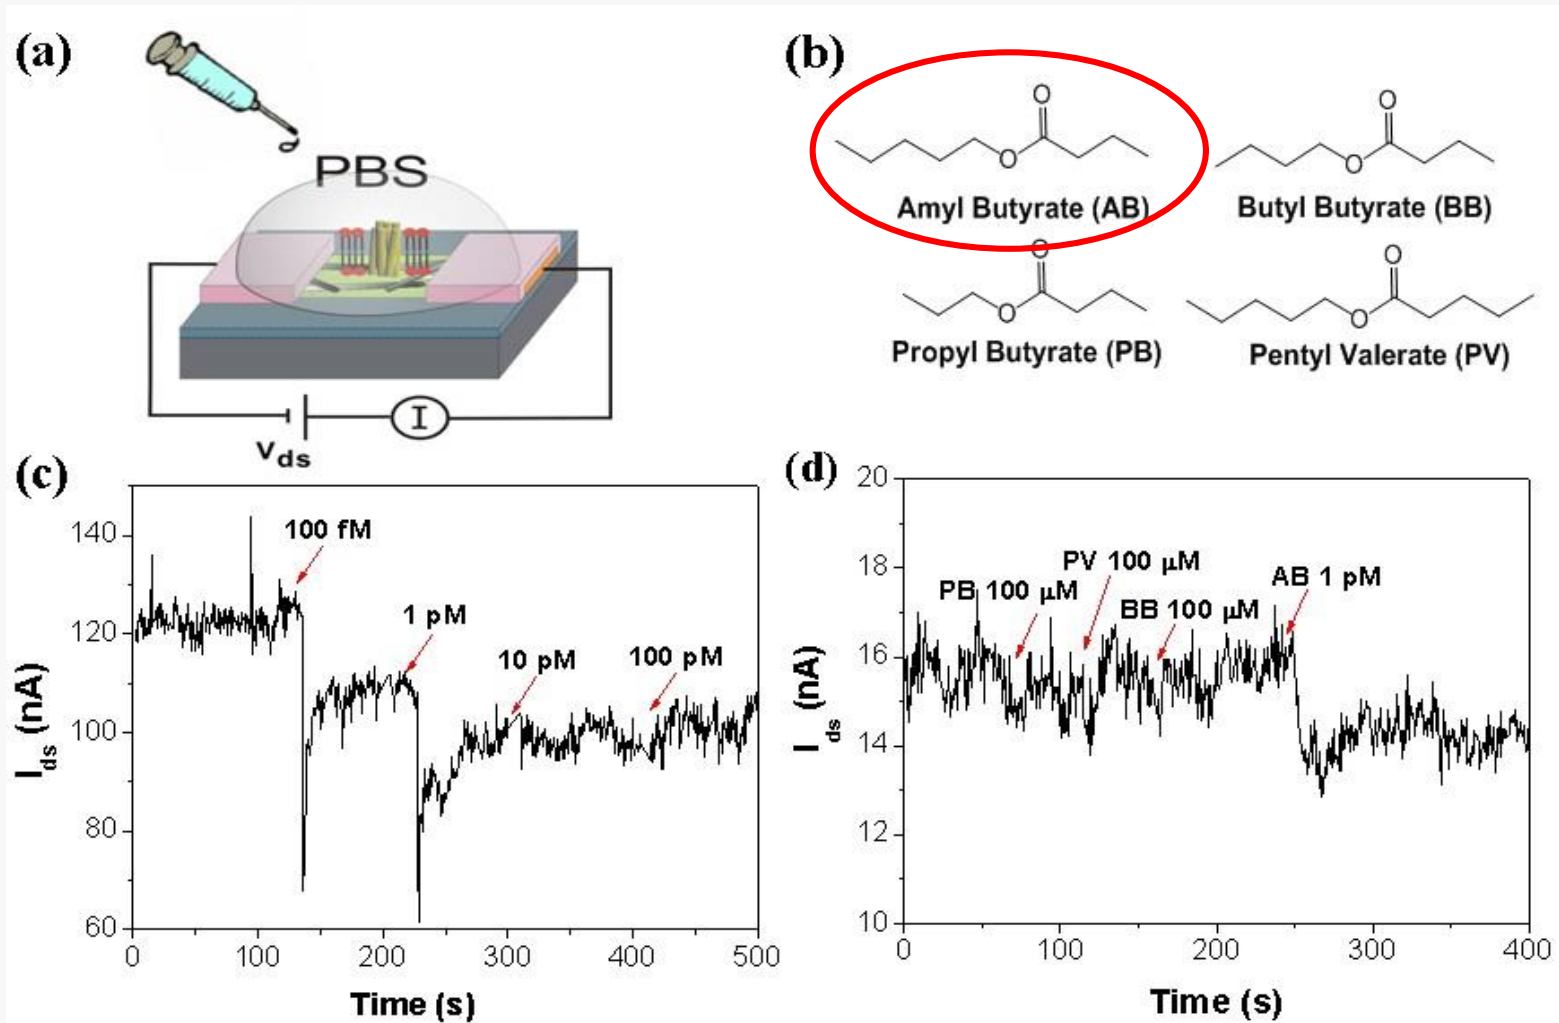 (a)
PBS
V ds
I
(b)
O
O
Amyl Butyrate (AB)
O
O
Butyl Butyrate (BB)
O
O
Propyl Butyrate (PB)
O
O
Pentyl Valerate (PV)
(c)
I ds (nA)
140
120
100
80
60
100 fM
1 pM
10 pM
100 pM
0 100 200 300 400 500
Time (s)
(d)
I ds (nA)
20
18
16
14
12
10
PB 100 μM
PV 100 μM
BB 100 μM
AB 1 pM
0 100 200 300 400
Time (s)